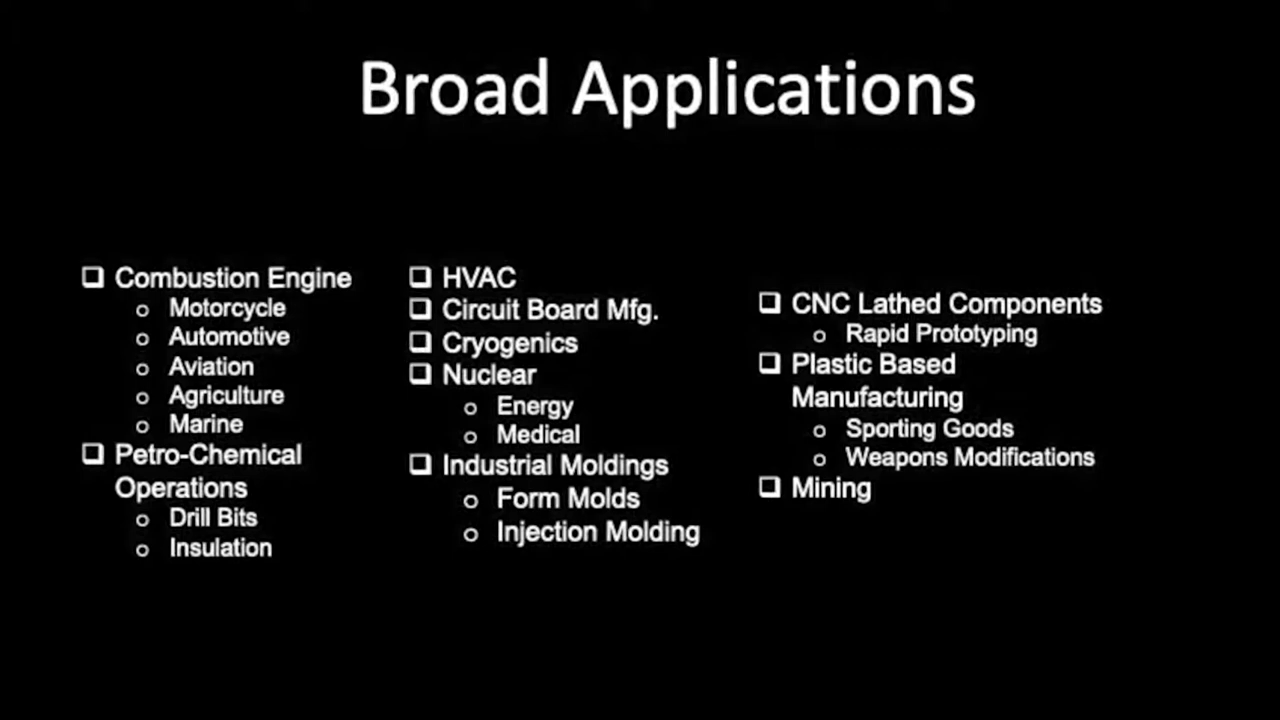 Broad Applications
Combustion Engine
Motorcycle
Automotive
Aviation
Agriculture
Marine
Petro-Chemical
Operations
Drill Bits
Insulation
HVAC
Circuit Board Mfg.
Cryogenics
Nuclear
Energy
Medical
Industrial Moldings
Form Molds
Injection Molding
CNC Lathed Components
Rapid Prototyping
Plastic Based
Manufacturing
Sporting Goods
Weapons Modifications
Mining